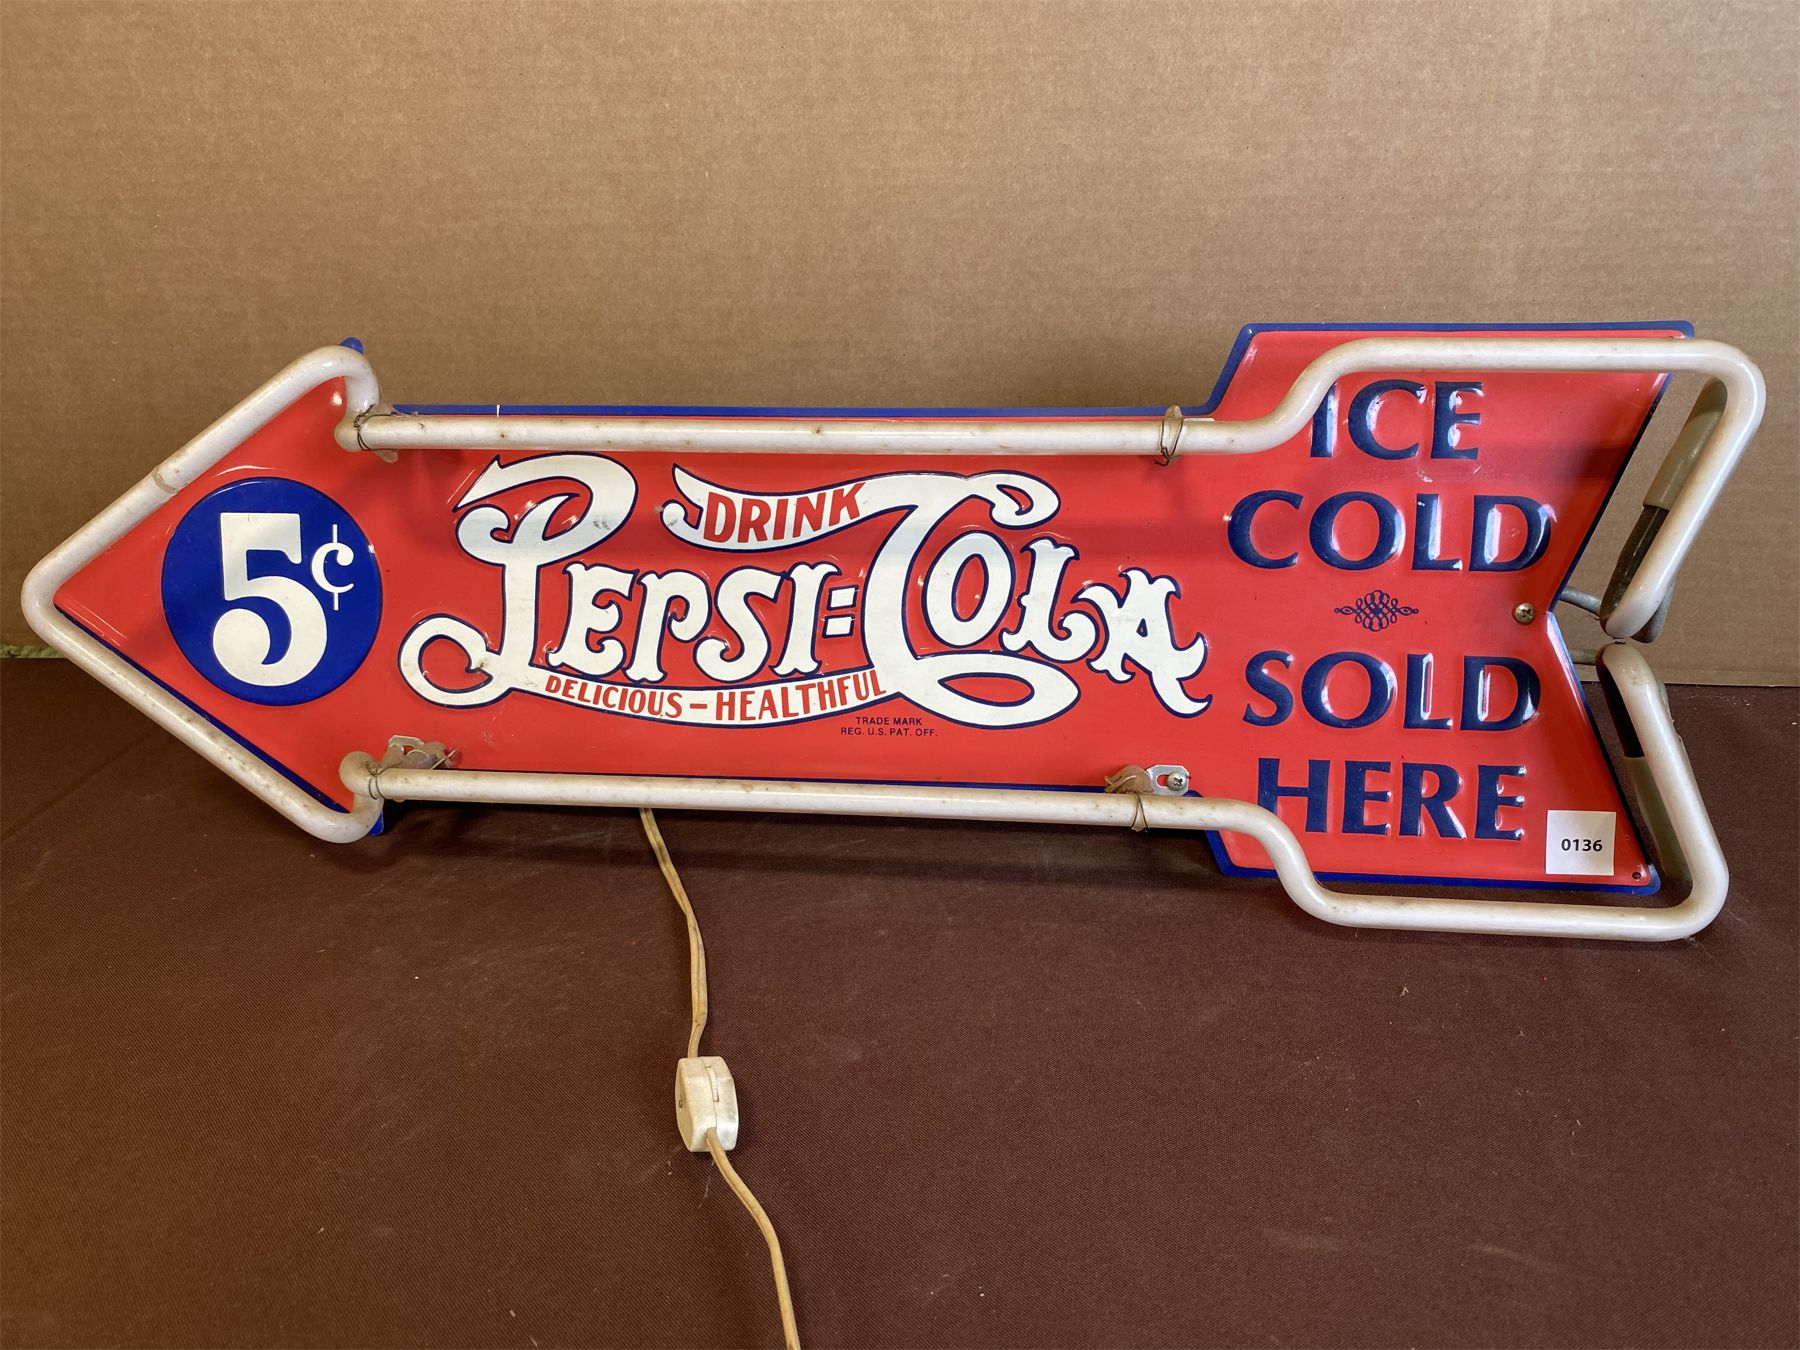 5¢
DRINK
PEPSI=COLA
DELICIOUS-HEALTHFUL
TRADE MARK
REG. U.S. PAT. OFF.
ICE
COLD
SOLD
HERE
0136